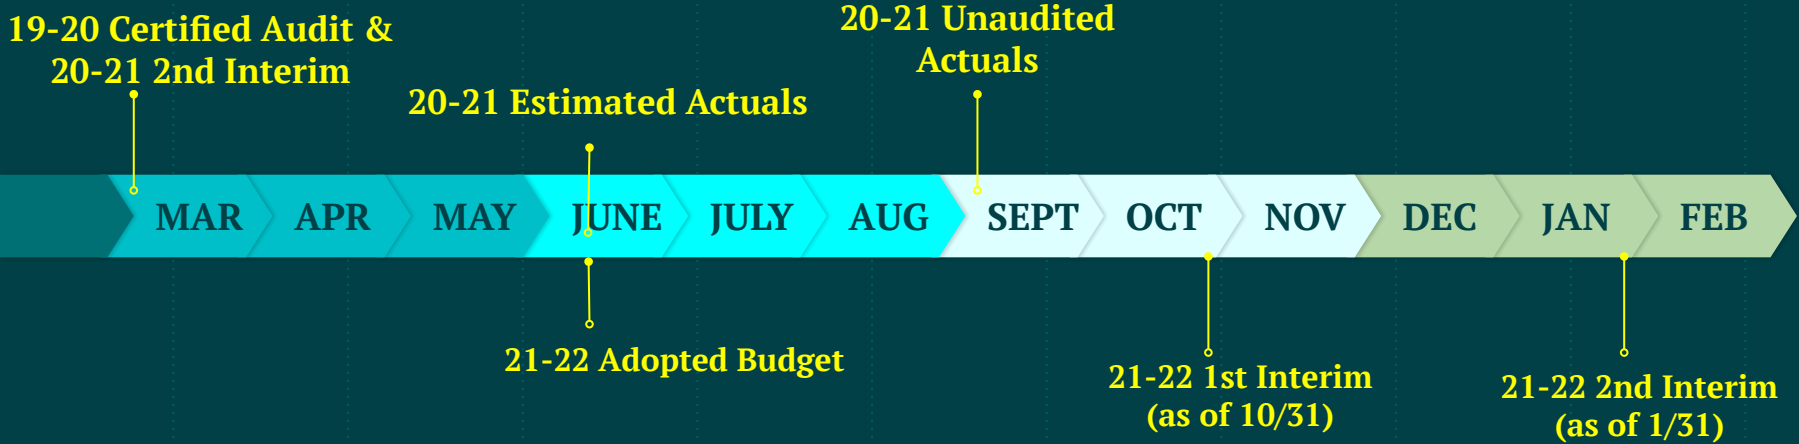 19-20 Certified Audit &
20-21 2nd Interim
20-21 Estimated Actuals
20-21 Unaudited
Actuals
MAR APR MAY JUNE JULY AUG SEPT OCT NOV DEC JAN FEB
21-22 Adopted Budget
21-22 1st Interim
(as of 10/31)
21-22 2nd Interim
(as of 1/31)